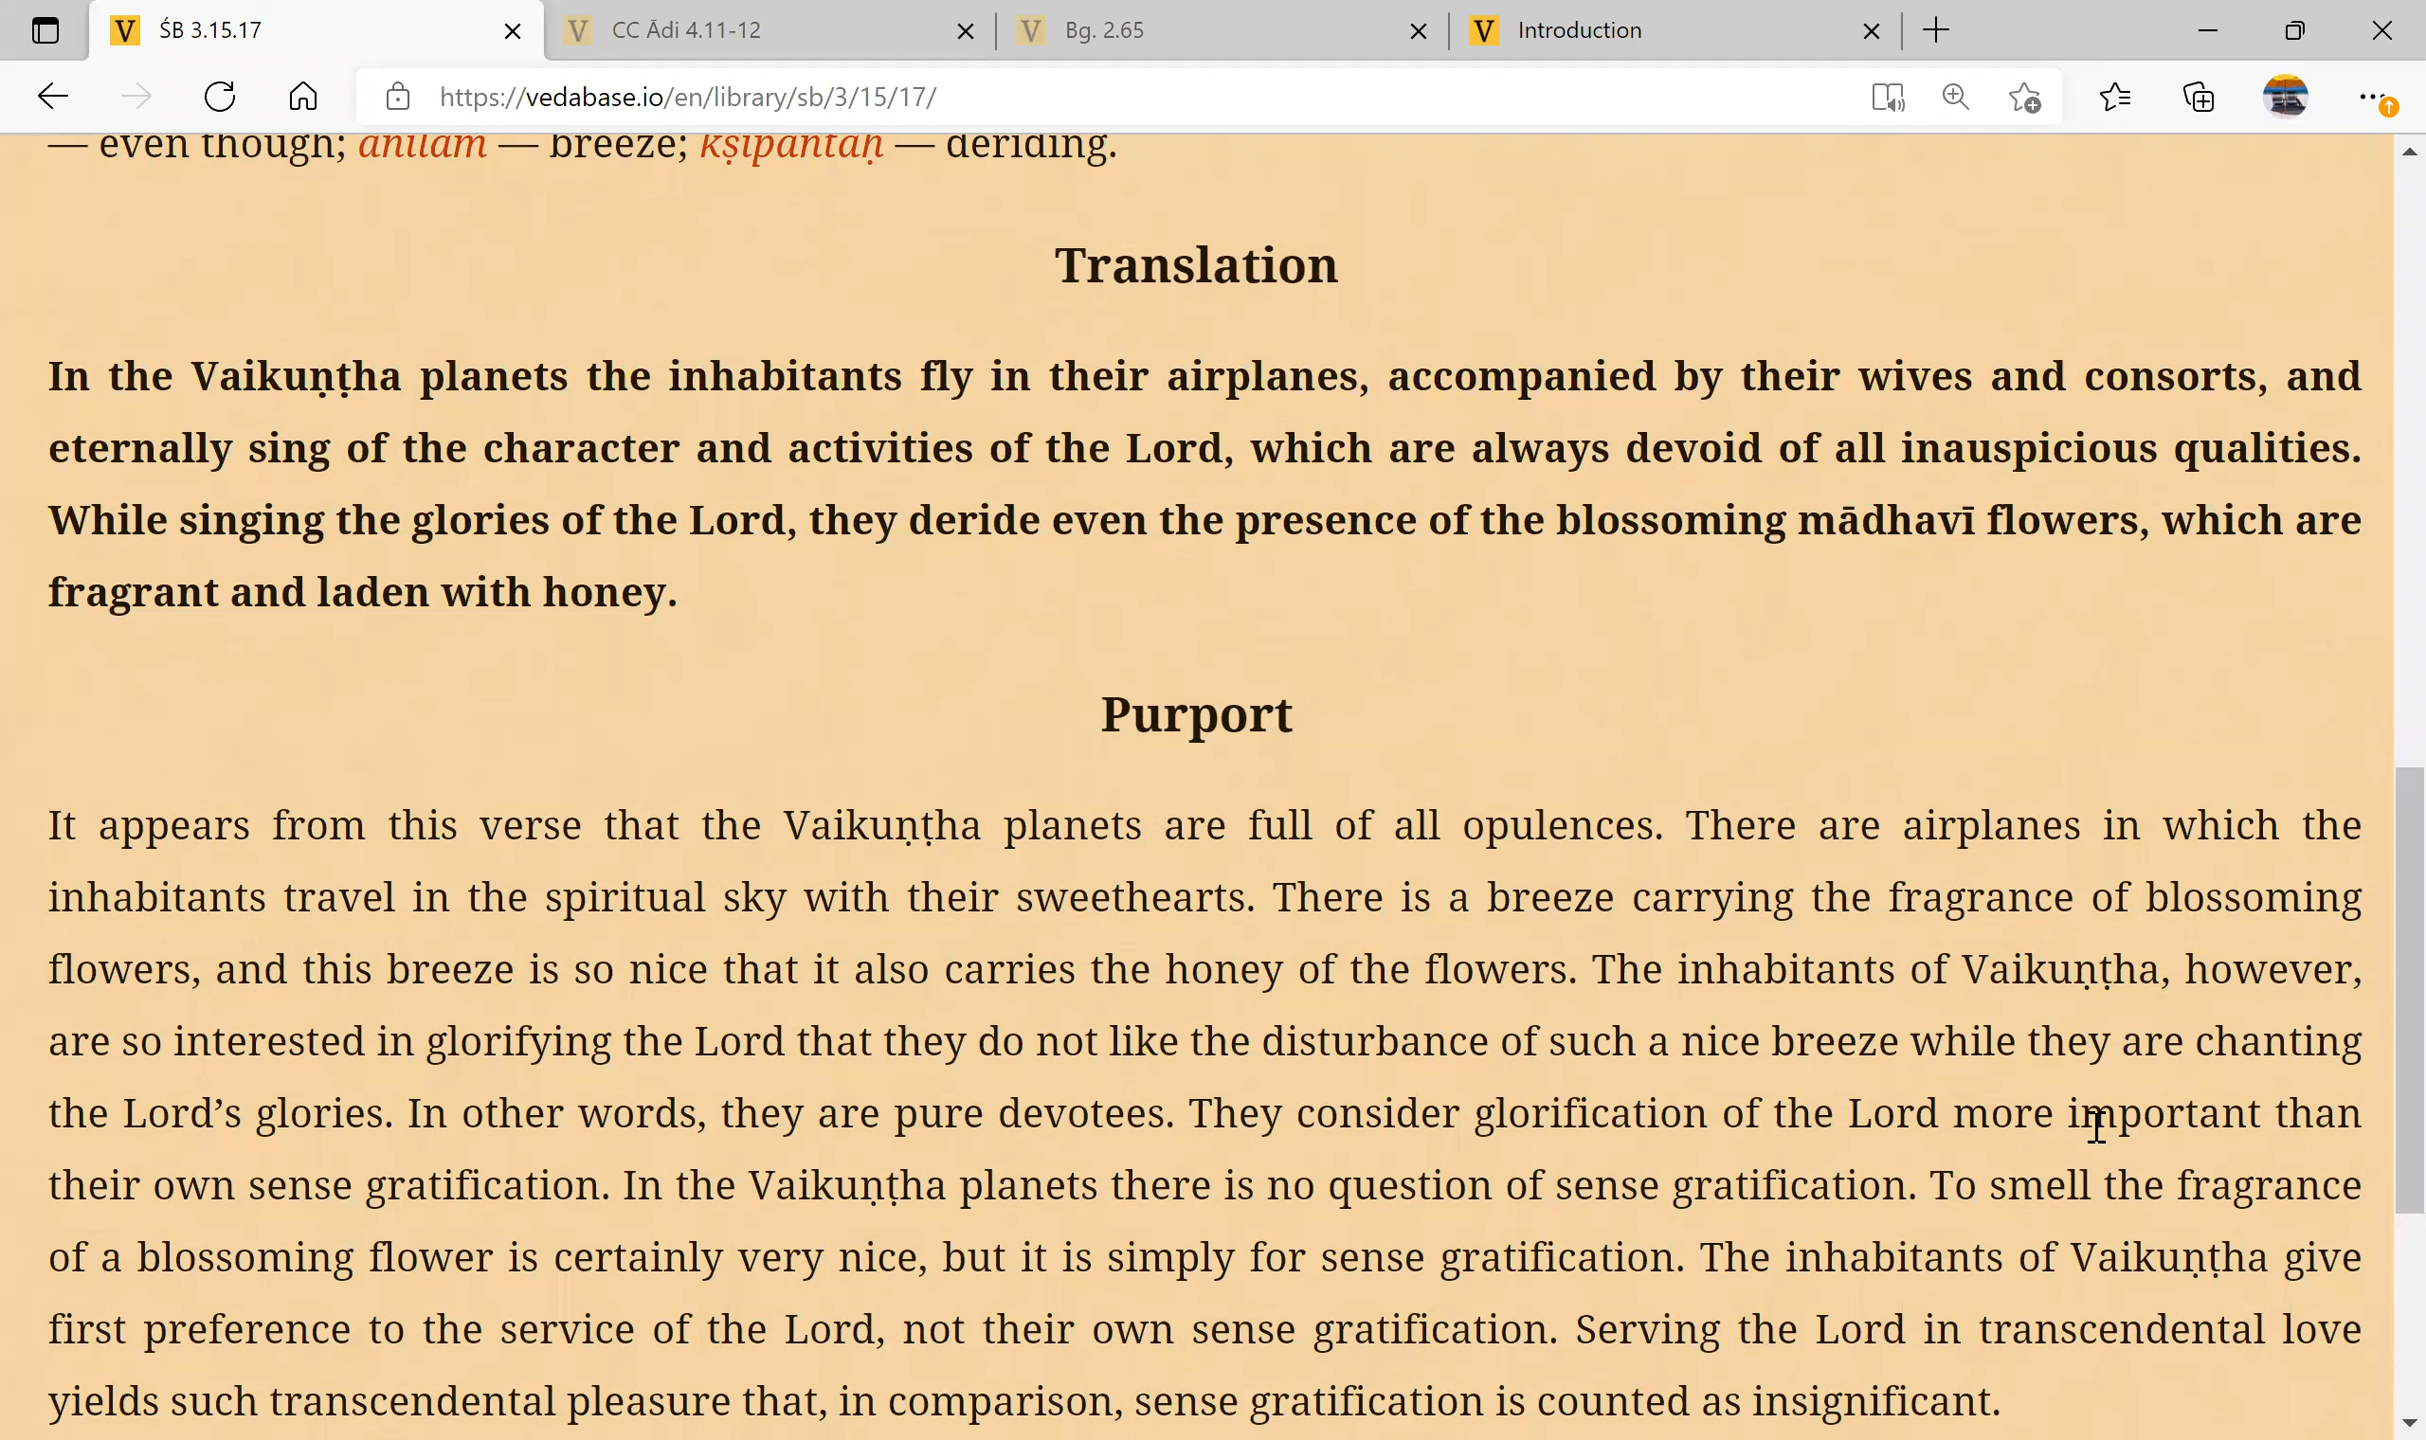 V ŚB 3.15.17
V CC Ādi 4.11-12
V Bg. 2.65
V Introduction
https://vedabase.io/en/library/sb/3/15/17/
— even though; anilam — breeze; kṣipantaḥ — deriding.
Translation
In the Vaikuṇṭha planets the inhabitants fly in their airplanes, accompanied by their wives and consorts, and
eternally sing of the character and activities of the Lord, which are always devoid of all inauspicious qualities.
While singing the glories of the Lord, they deride even the presence of the blossoming mādhavī flowers, which are
fragrant and laden with honey.
Purport
It appears from this verse that the Vaikuṇṭha planets are full of all opulences. There are airplanes in which the
inhabitants travel in the spiritual sky with their sweethearts. There is a breeze carrying the fragrance of blossoming
flowers, and this breeze is so nice that it also carries the honey of the flowers. The inhabitants of Vaikuṇṭha, however,
are so interested in glorifying the Lord that they do not like the disturbance of such a nice breeze while they are chanting
the Lord’s glories. In other words, they are pure devotees. They consider glorification of the Lord more important than
their own sense gratification. In the Vaikuṇṭha planets there is no question of sense gratification. To smell the fragrance
of a blossoming flower is certainly very nice, but it is simply for sense gratification. The inhabitants of Vaikuṇṭha give
first preference to the service of the Lord, not their own sense gratification. Serving the Lord in transcendental love
yields such transcendental pleasure that, in comparison, sense gratification is counted as insignificant.